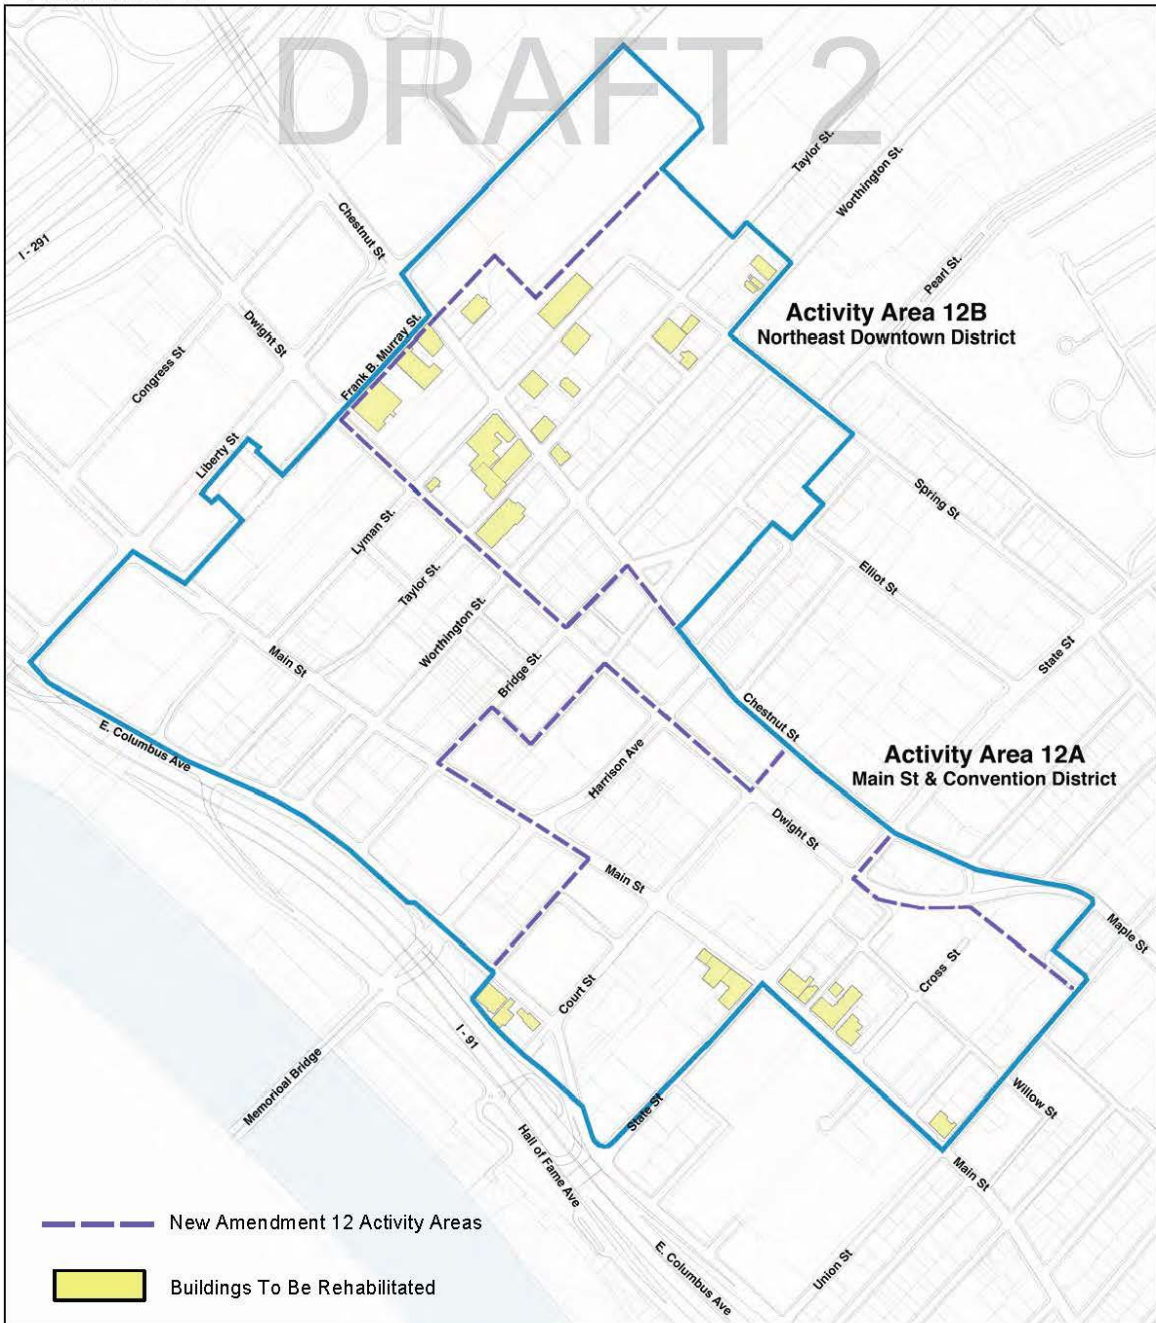 DRAFT 2
Taylor St.
Worthington St.
Chestnut St
I - 291
Pearl St.
Activity Area 12B
Northeast Downtown District
Dwight St
Frank B. Murray St.
Congress St
Liberty St
Spring St
Lyman St.
Elliot St
Taylor St.
Worthington St.
State St
Main St
Bridge St.
Chestnut St
E. Columbus Ave
Harrison Ave
Activity Area 12A
Main St & Convention District
Dwight St
Main St
Maple St
Cross St
Court St
I - 91
Memorioal Bridge
Willow St
State St
Hall of Fame Ave
Main St
New Amendment 12 Activity Areas
E. Columbus Ave
Union St
Buildings To Be Rehabilitated